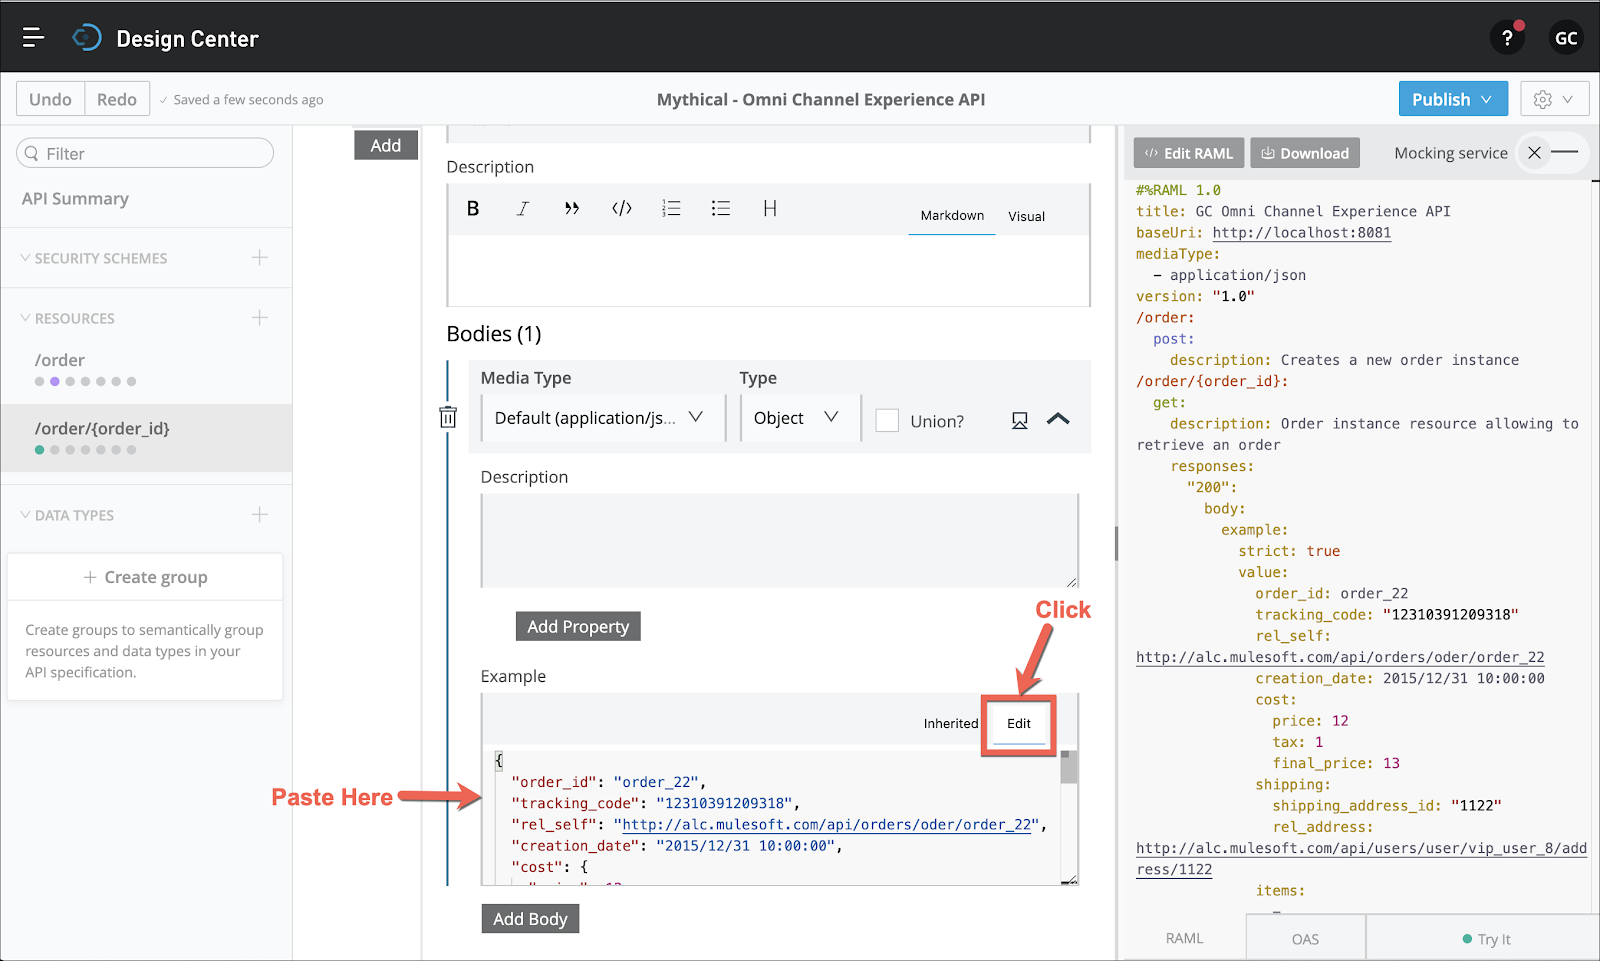 Design Center
?
GC
Undo
Redo
Saved a few seconds ago
Mythical - Omni Channel Experience API
Publish
Filter
API Summary
SECURITY SCHEMES
RESOURCES
/order
/order/{order_id}
DATA TYPES
+ Create group
Create groups to semantically group
resources and data types in your
API specification.
Add
Description
B I ” </> H
Markdown
Visual
Bodies (1)
Media Type
Type
Default (application/js...
Object
Union?
Description
Add Property
Click
Example
Inherited
Edit
Paste Here
{
"order_id": "order_22",
"tracking_code": "12310391209318",
"rel_self": "http://alc.mulesoft.com/api/orders/oder/order_22",
"creation_date": "2015/12/31 10:00:00",
"cost": {
Add Body
</> Edit RAML
Download
Mocking service
#%RAML 1.0
title: GC Omni Channel Experience API
baseUri: http://localhost:8081
mediaType:
- application/json
version: "1.0"
/order:
post:
description: Creates a new order instance
/order/{order_id}:
get:
description: Order instance resource allowing to
retrieve an order
responses:
"200":
body:
example:
strict: true
value:
order_id: order_22
tracking_code: "12310391209318"
rel_self:
http://alc.mulesoft.com/api/orders/oder/order_22
creation_date: 2015/12/31 10:00:00
cost:
price: 12
tax: 1
final_price: 13
shipping:
shipping_address_id: "1122"
rel_address:
http://alc.mulesoft.com/api/users/user/vip_user_8/add
ress/1122
items:
RAML
OAS
Try It